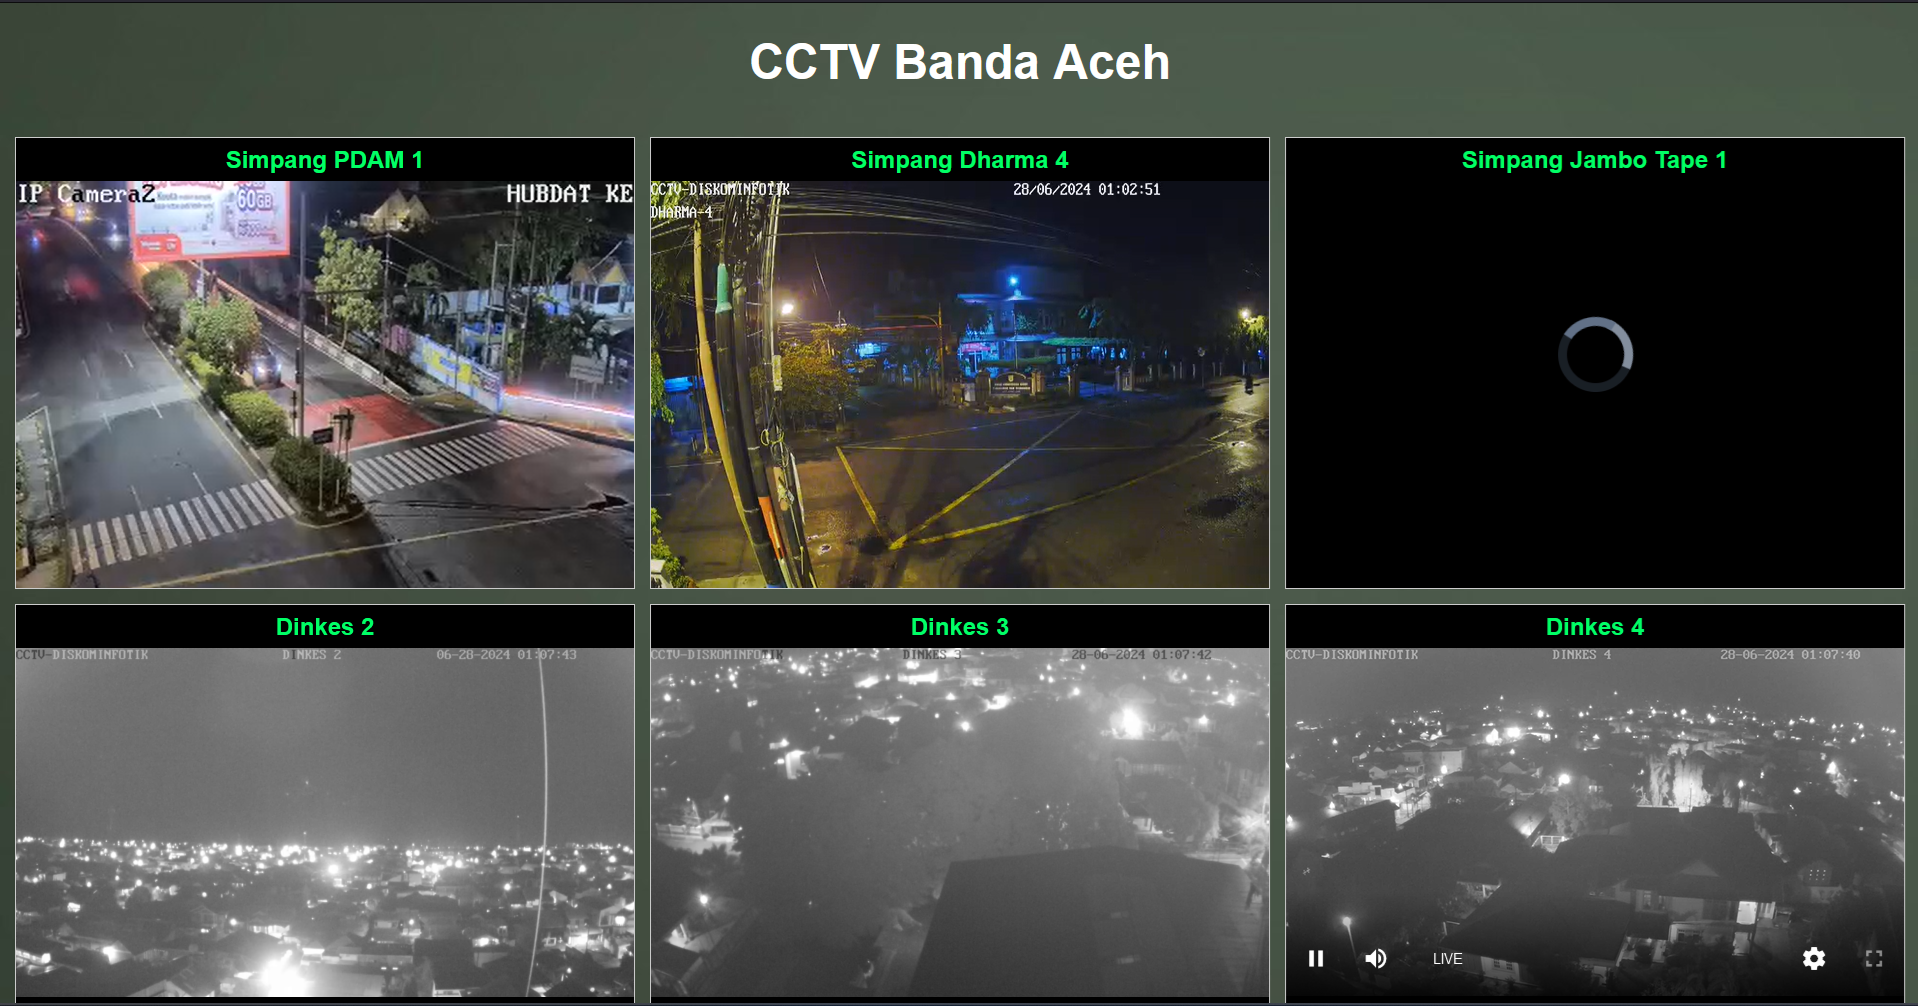 CCTV Banda Aceh
Simpang PDAM 1
IP Camera2
HUBDAT KE
60GB
Simpang Dharma 4
CCTV-DISKOMINFOTIK
28/06/2024 01:02:51
DHARMA-4
Simpang Jambo Tape 1
Dinkes 2
CCTV-DISKOMINFOTIK
DINKES 2
06-28-2024 01:07:43
Dinkes 3
CCTV-DISKOMINFOTIK
DINKES 3
28-06-2024 01:07:42
Dinkes 4
CCTV-DISKOMINFOTIK
DINKES 4
28-06-2024 01:07:40
LIVE